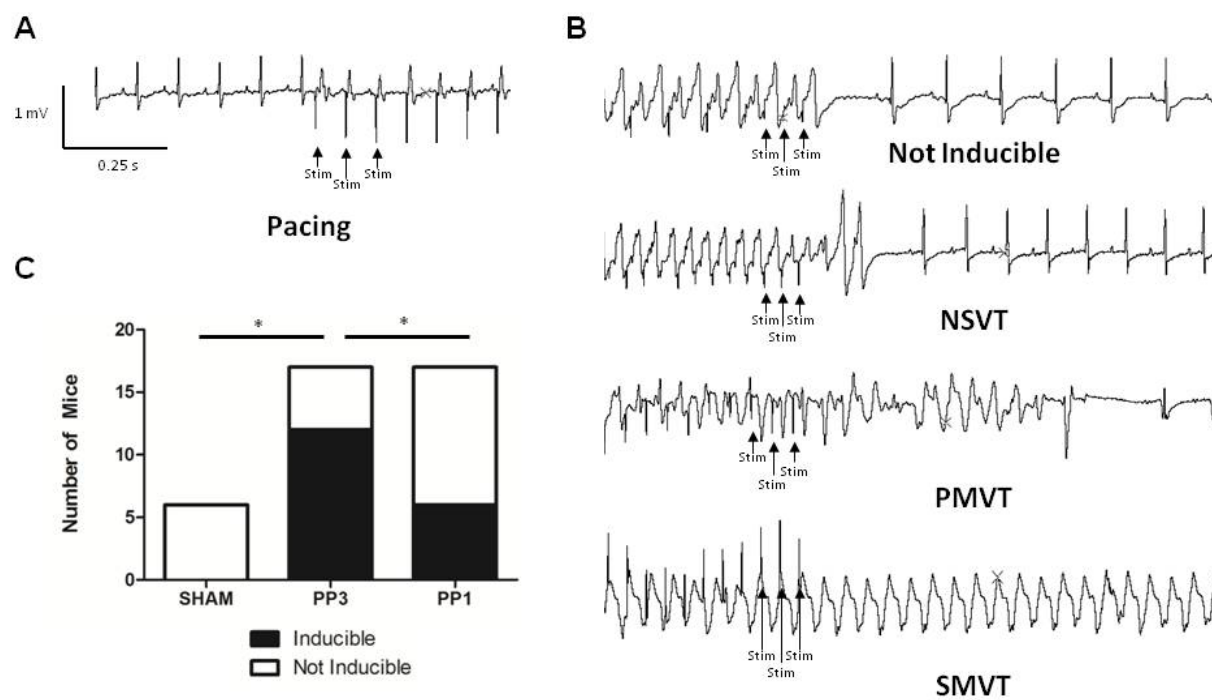 A
1 mV
0.25 s
Stim
Stim
Stim
Pacing
B
Stim
Stim
Stim
Not Inducible
Stim
Stim
Stim
NSVT
Stim
Stim
Stim
PMVT
Stim
Stim
Stim
SMVT
C
Number of Mice
20
15
10
5
0
*
*
SHAM
PP3
PP1
Inducible
Not Inducible